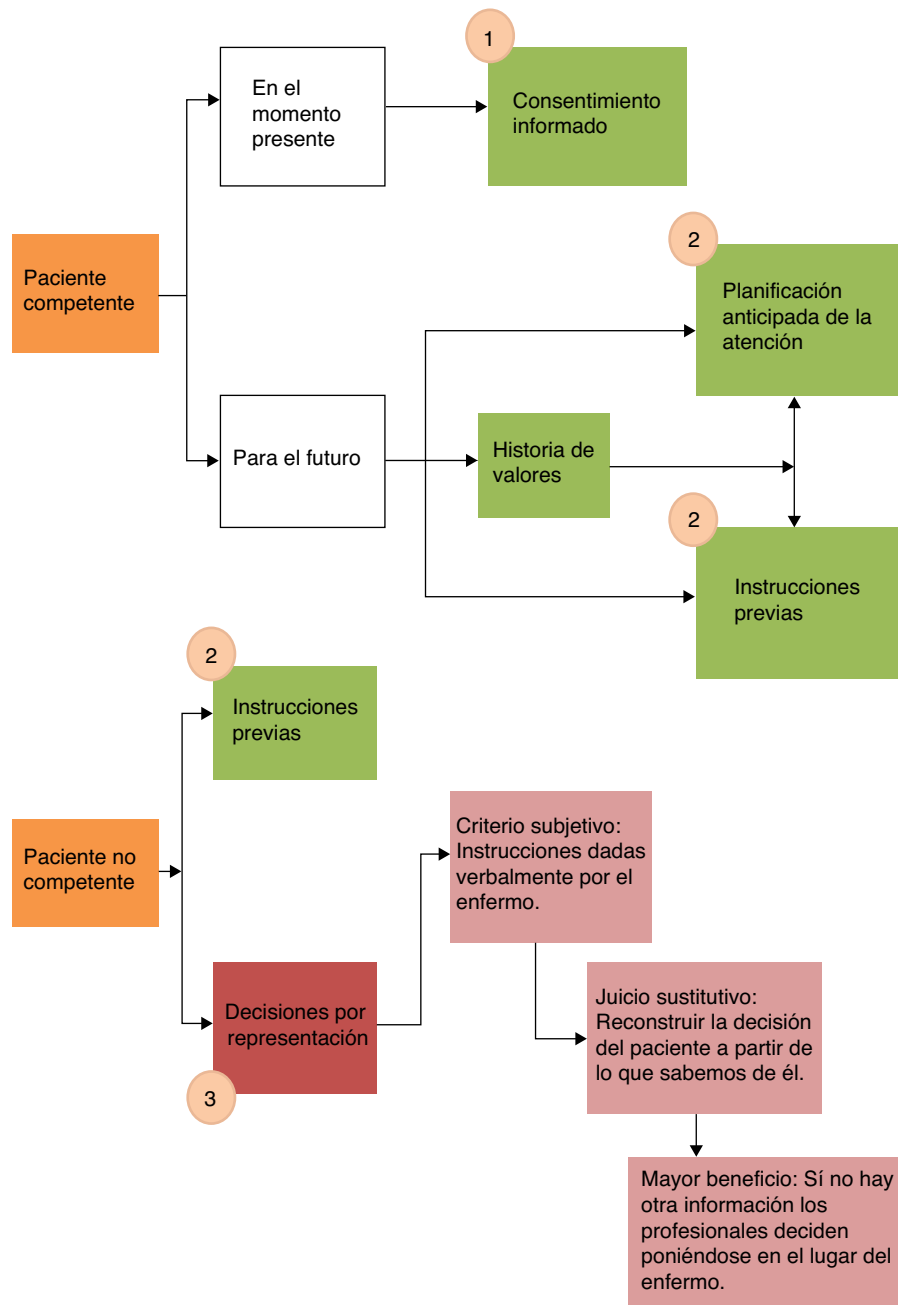 1
En el
momento
presente
Consentimiento
informado
Paciente
competente
2
Planificación
anticipada de la
atención
Para el futuro
Historia de
valores
2
Instrucciones
previas
2
Instrucciones
previas
Paciente no
competente
Criterio subjetivo:
Instrucciones dadas
verbalmente por el
enfermo.
Decisiones por
representación
3
Juicio sustitutivo:
Reconstruir la decisión
del paciente a partir de
lo que sabemos de él.
Mayor beneficio: Sí no hay
otra información los
profesionales deciden
poniéndose en el lugar del
enfermo.